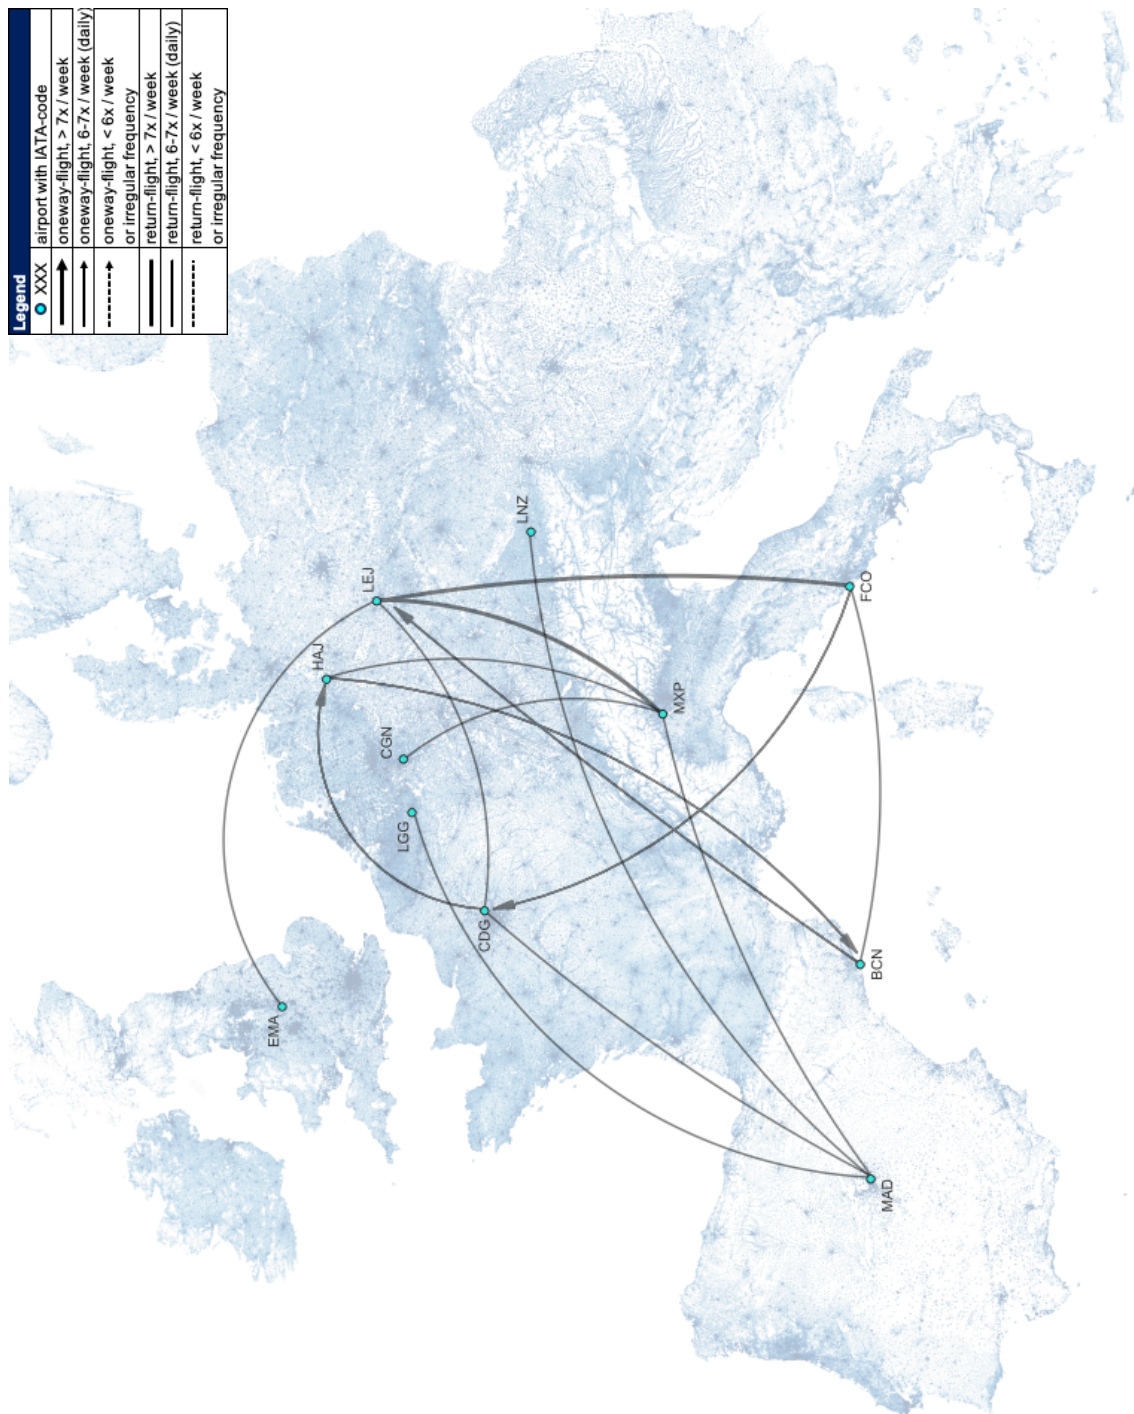 Legend
XXX airport with IATA-code
oneway-flight, > 7x / week
oneway-flight, 6-7x / week (daily)
oneway-flight, < 6x / week
or irregular frequency
return-flight, > 7x / week
return-flight, 6-7x / week (daily)
return-flight, < 6x / week
or irregular frequency
EMA
LGG
CGN
HAJ
LEJ
CDG
LNZ
MXP
MAD
BCN
FCO